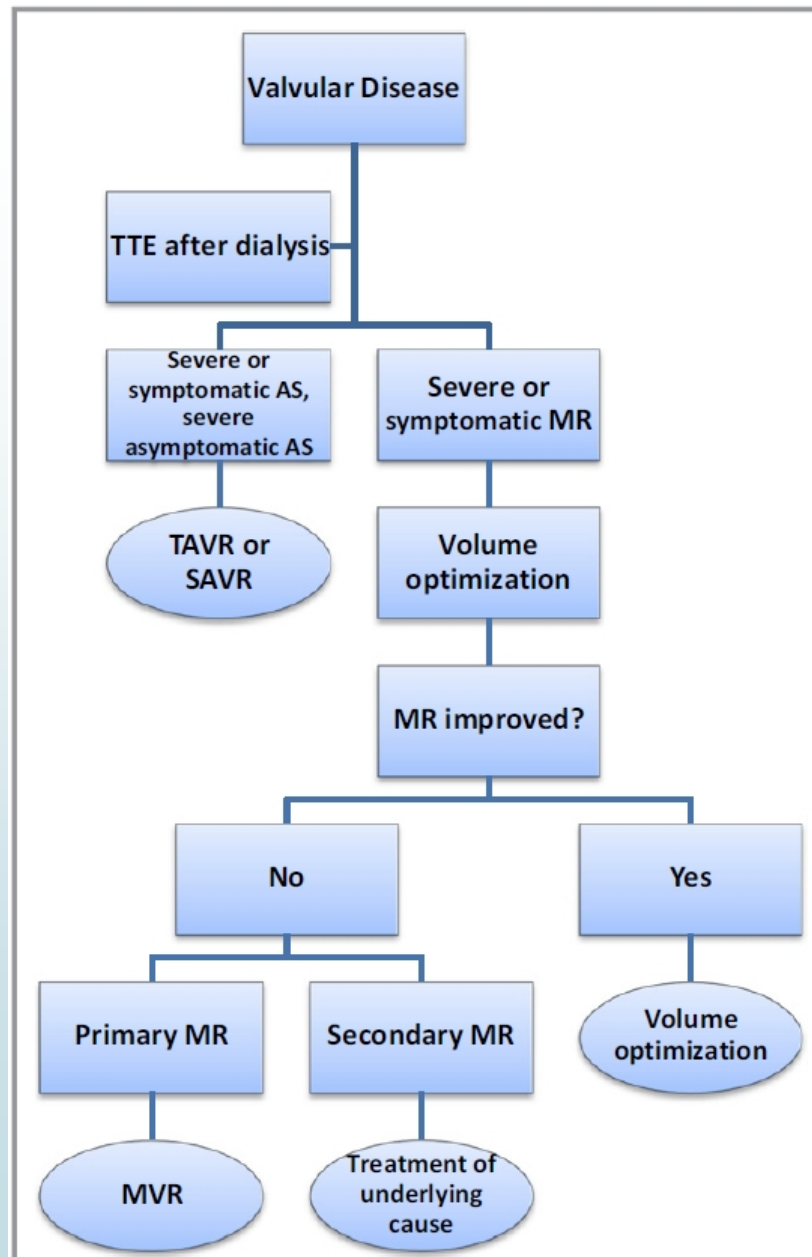 Valvular Disease
TTE after dialysis
Severe or
symptomatic AS,
severe
asymptomatic AS
Severe or
symptomatic MR
TAVR or
SAVR
Volume
optimization
MR improved?
No
Yes
Primary MR
Secondary MR
Volume
optimization
MVR
Treatment of
underlying
cause